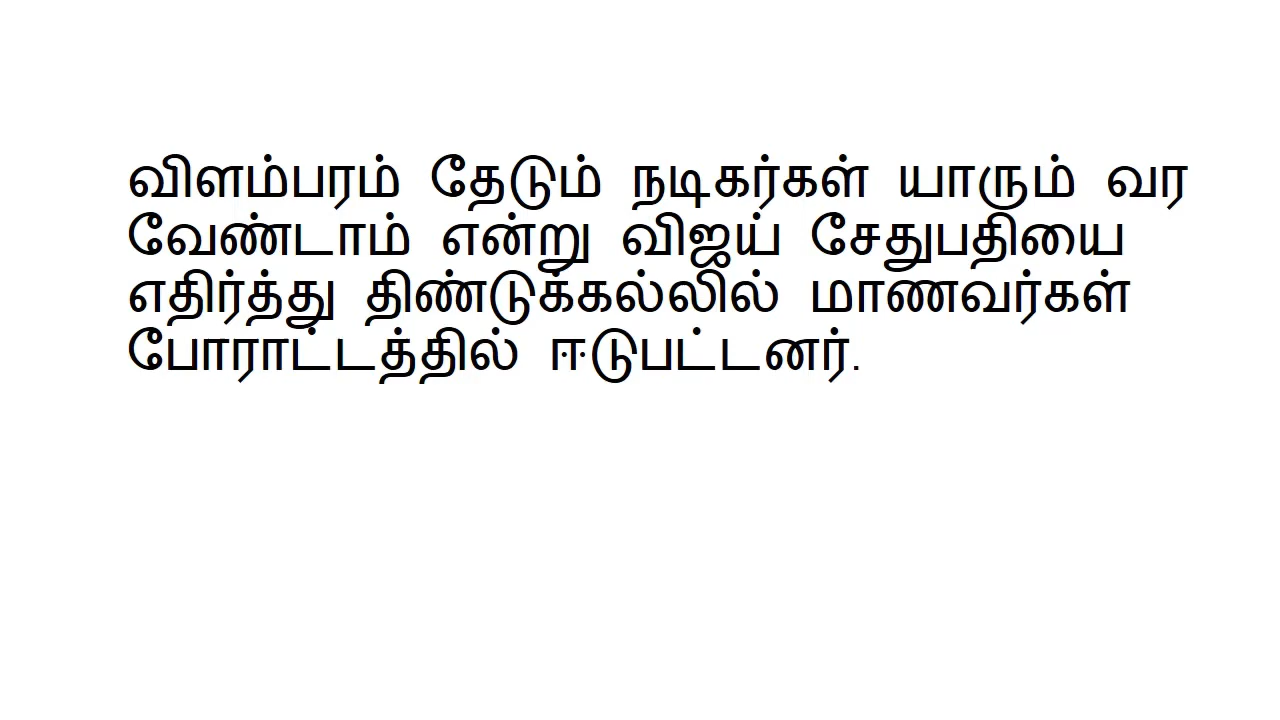 விளம்பரம் தேடும் நடிகர்கள் யாரும் வர
வேண்டாம் என்று விஜய் சேதுபதியை
எதிர்த்து திண்டுக்கல்லில் மாணவர்கள்
போராட்டத்தில் ஈடுபட்டனர்.